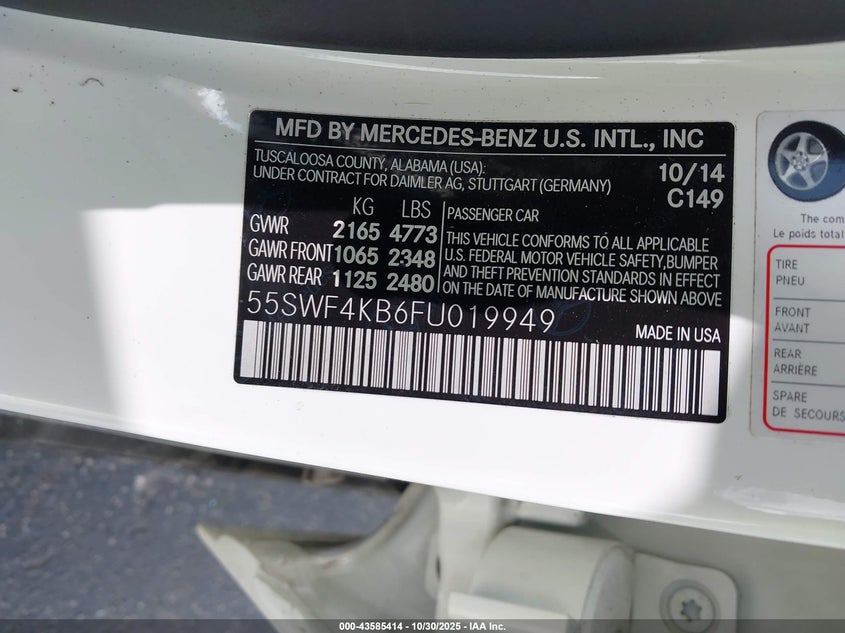 MFD BY MERCEDES-BENZ U.S. INTL., INC
TUSCALOOSA COUNTY, ALABAMA (USA):
UNDER CONTRACT FOR DAIMLER AG, STUTTGART (GERMANY)
10/14
C149
KG LBS
GVWR 2165 4773
GAWR FRONT 1065 2348
GAWR REAR 1125 2480
PASSENGER CAR
THIS VEHICLE CONFORMS TO ALL APPLICABLE
U.S. FEDERAL MOTOR VEHICLE SAFETY, BUMPER
AND THEFT PREVENTION STANDARDS IN EFFECT
ON THE DATE OF MANUFACTURE SHOWN ABOVE
55SWF4KB6FU019949
MADE IN USA
The com
Le poids total
TIRE
PNEU
FRONT
AVANT
REAR
ARRIÈRE
SPARE
DE SECOURS
000-43585414 - 10/30/2025 - IAA Inc.